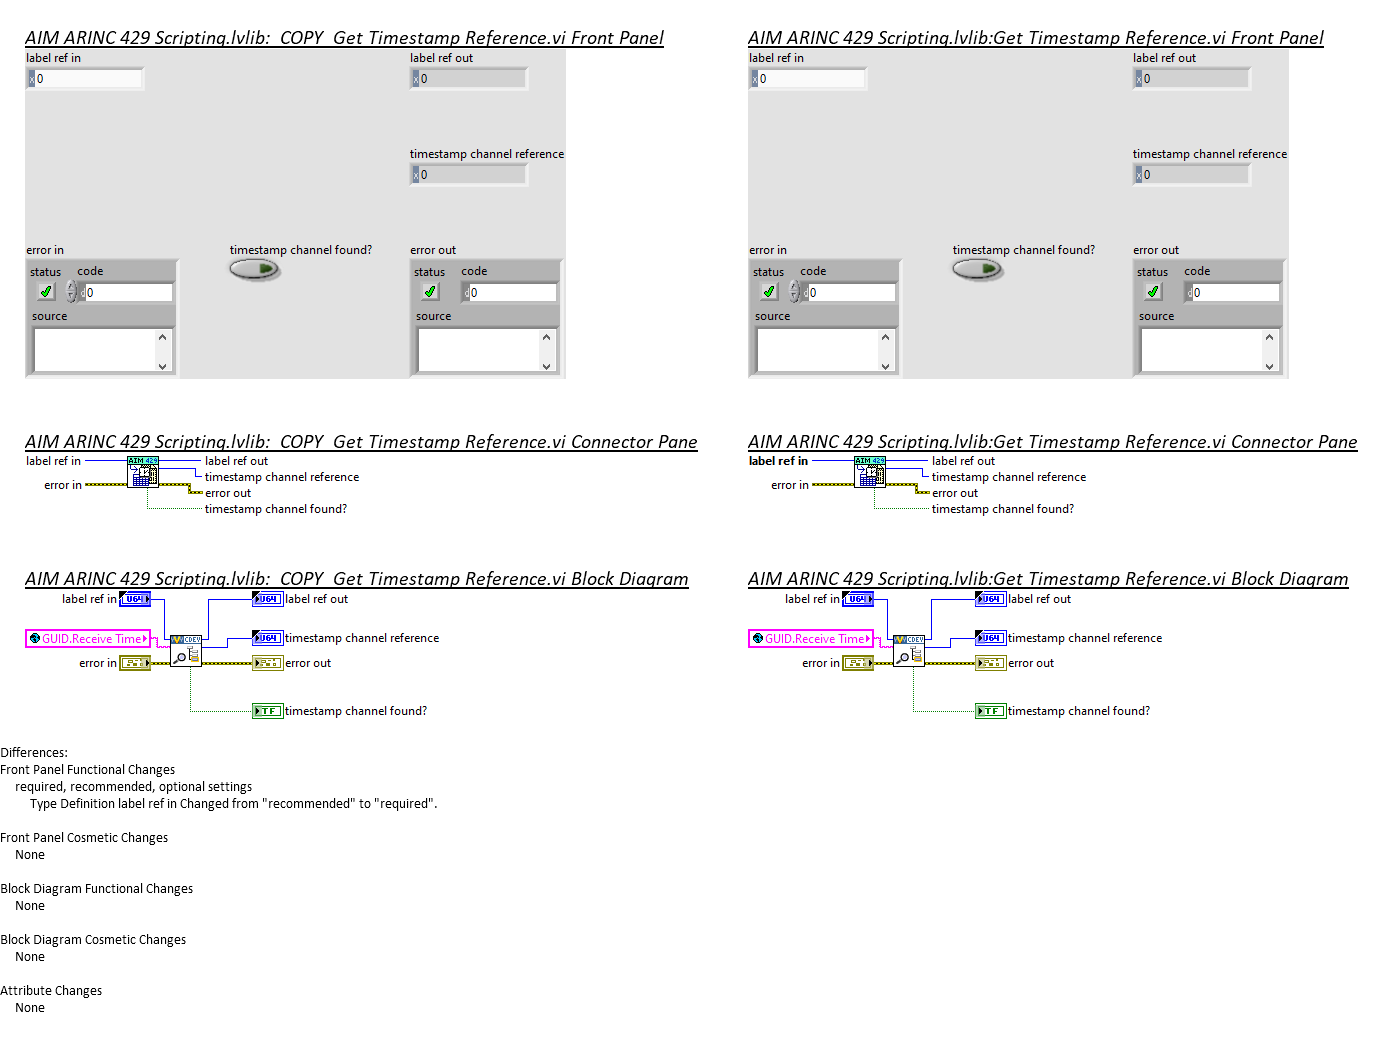 AIM ARINC 429 Scripting.lvlib:_COPY_Get Timestamp Reference.vi Front Panel
label ref in
label ref out
x 0
x 0
timestamp channel reference
x 0
error in
timestamp channel found?
error out
status code
status code
d 0
d 0
source
source
AIM ARINC 429 Scripting.lvlib:Get Timestamp Reference.vi Front Panel
label ref in
label ref out
x 0
x 0
timestamp channel reference
x 0
error in
timestamp channel found?
error out
status code
status code
d 0
d 0
source
source
AIM ARINC 429 Scripting.lvlib:_COPY_Get Timestamp Reference.vi Connector Pane
label ref in
AIM 429
label ref out
timestamp channel reference
error in
error out
timestamp channel found?
AIM ARINC 429 Scripting.lvlib:Get Timestamp Reference.vi Connector Pane
label ref in
AIM 429
label ref out
timestamp channel reference
error in
error out
timestamp channel found?
AIM ARINC 429 Scripting.lvlib:_COPY_Get Timestamp Reference.vi Block Diagram
label ref in U64
U64 label ref out
GUID.Receive Time
CDEV
U64 timestamp channel reference
error in
error out
TF timestamp channel found?
AIM ARINC 429 Scripting.lvlib:Get Timestamp Reference.vi Block Diagram
label ref in U64
U64 label ref out
GUID.Receive Time
CDEV
U64 timestamp channel reference
error in
error out
TF timestamp channel found?
Differences:
Front Panel Functional Changes
required, recommended, optional settings
Type Definition label ref in Changed from "recommended" to "required".
Front Panel Cosmetic Changes
None
Block Diagram Functional Changes
None
Block Diagram Cosmetic Changes
None
Attribute Changes
None